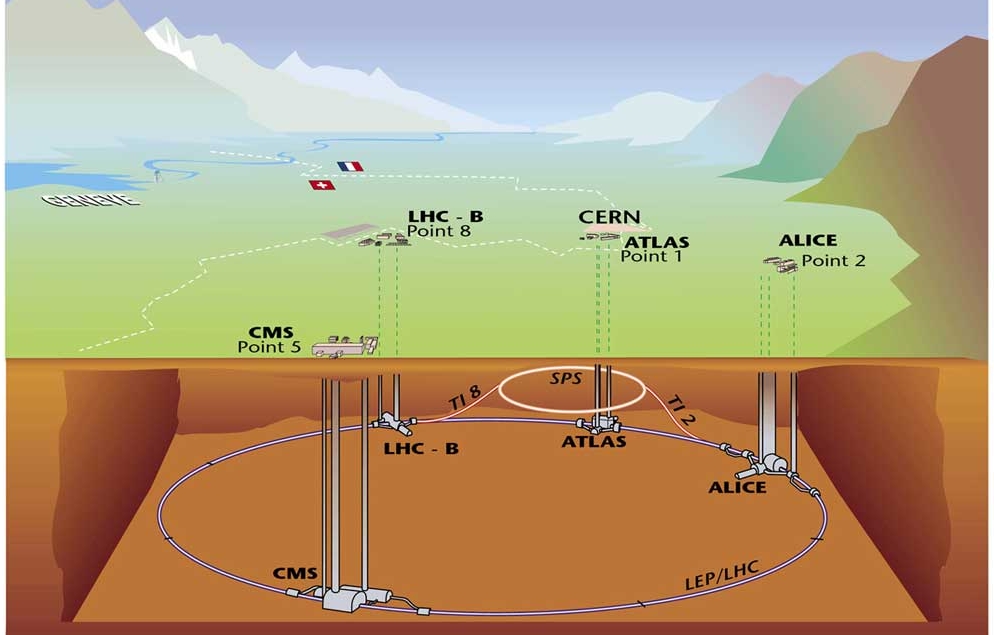 GENEVE
LHC - B
Point 8
CERN
ATLAS
Point 1
ALICE
Point 2
CMS
Point 5
SPS
TI 8
TI 2
LHC - B
ATLAS
ALICE
CMS
LEP/LHC